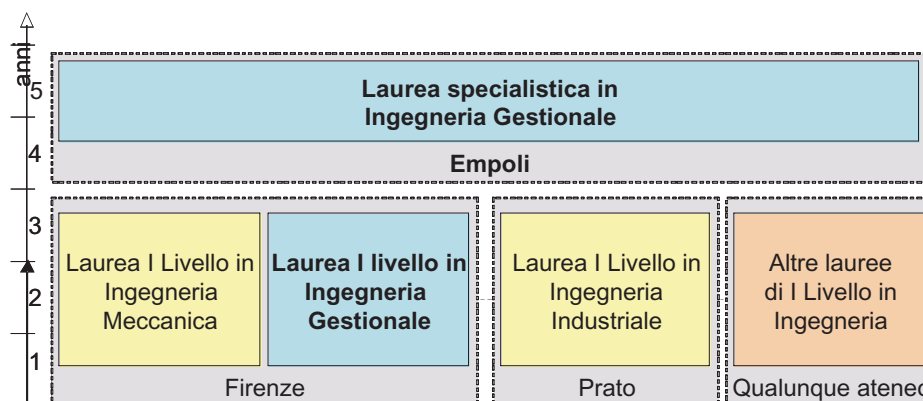 anni
5
Laurea specialistica in
Ingegneria Gestionale
4
Empoli
3
2
1
Laurea I Livello in
Ingegneria
Meccanica
Laurea I livello in
Ingegneria
Gestionale
Laurea I Livello in
Ingegneria
Industriale
Altre lauree
di I Livello in
Ingegneria
Firenze
Prato
Qualunque ateneo